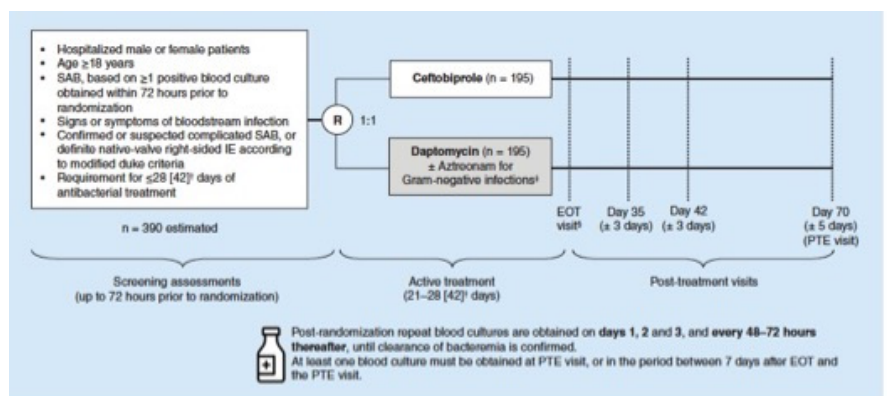 • Hospitalized male or female patients
• Age ≥18 years
• SAB, based on ≥1 positive blood culture
obtained within 72 hours prior to
randomization
• Signs or symptoms of bloodstream infection
• Confirmed or suspected complicated SAB, or
definite native-valve right-sided IE according
to modified duke criteria
• Requirement for ≤28 [42]† days of
antibacterial treatment
n = 390 estimated
R
1:1
Ceftobiprole (n = 195)
Daptomycin (n = 195)
± Aztreonam for
Gram-negative infections‡
EOT
visit§
Day 35
(± 3 days)
Day 42
(± 3 days)
Day 70
(± 5 days)
(PTE visit)
Screening assessments
(up to 72 hours prior to randomization)
Active treatment
(21–28 [42]† days)
Post-treatment visits
Post-randomization repeat blood cultures are obtained on days 1, 2 and 3, and every 48–72 hours
thereafter, until clearance of bacteremia is confirmed.
At least one blood culture must be obtained at PTE visit, or in the period between 7 days after EOT and
the PTE visit.